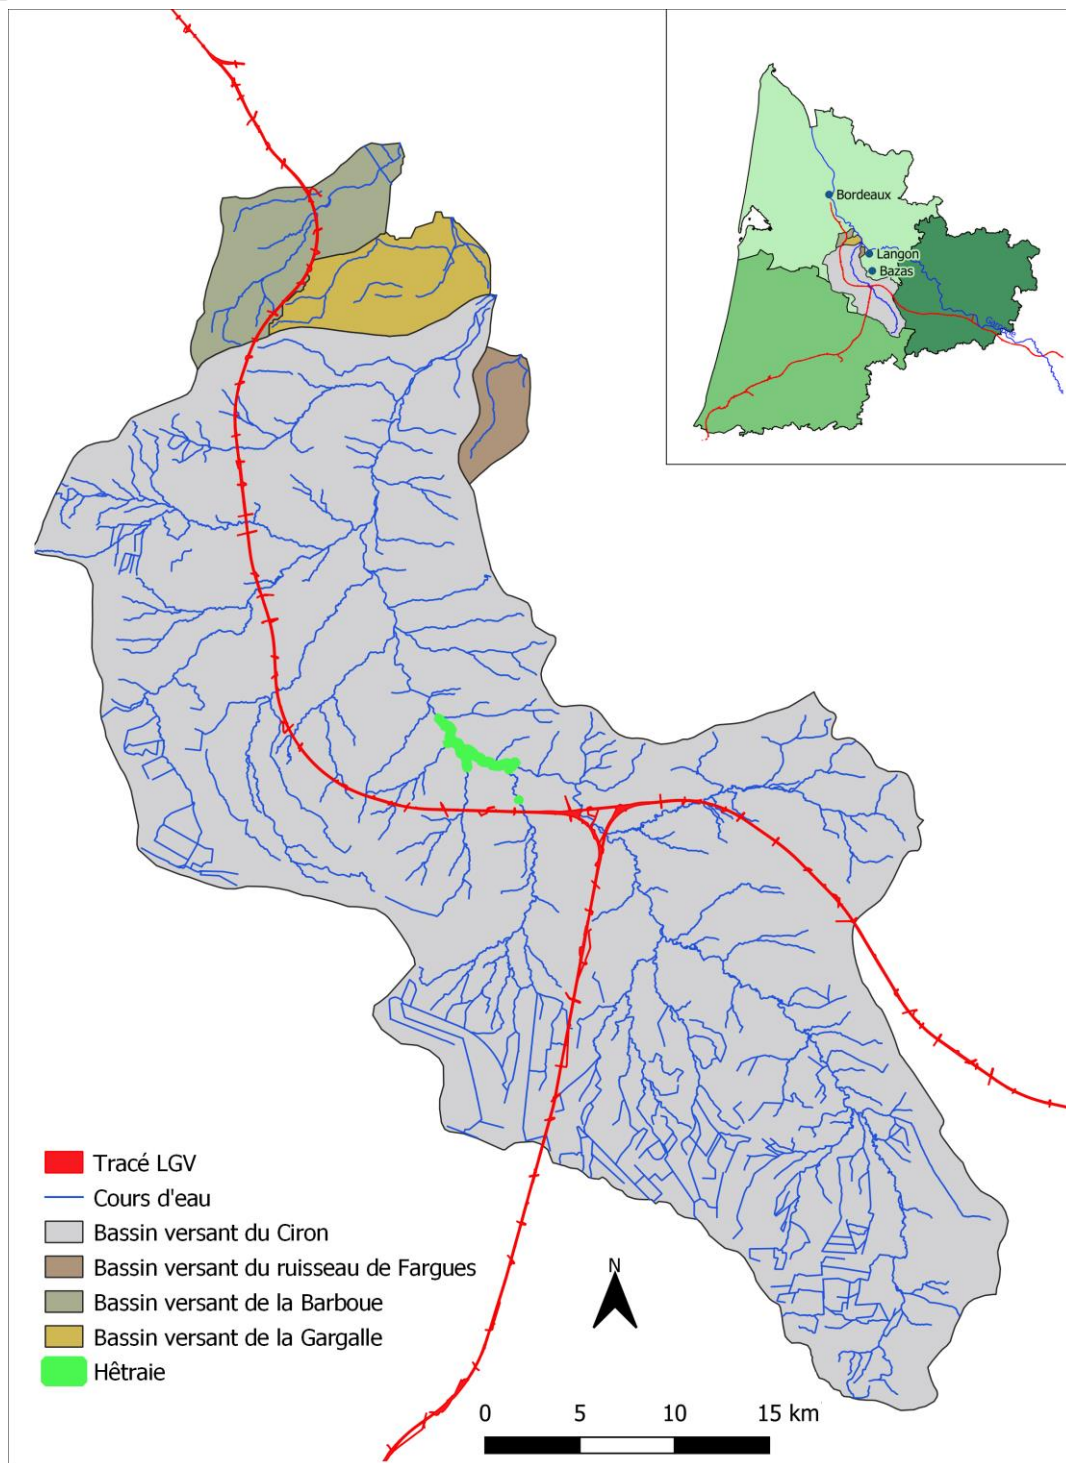 Bordeaux
Langon
Bazas
Tracé LGV
Cours d'eau
Bassin versant du Ciron
Bassin versant du ruisseau de Fargues
Bassin versant de la Barboue
Bassin versant de la Gargalle
Hêtraie
N
0 5 10 15 km